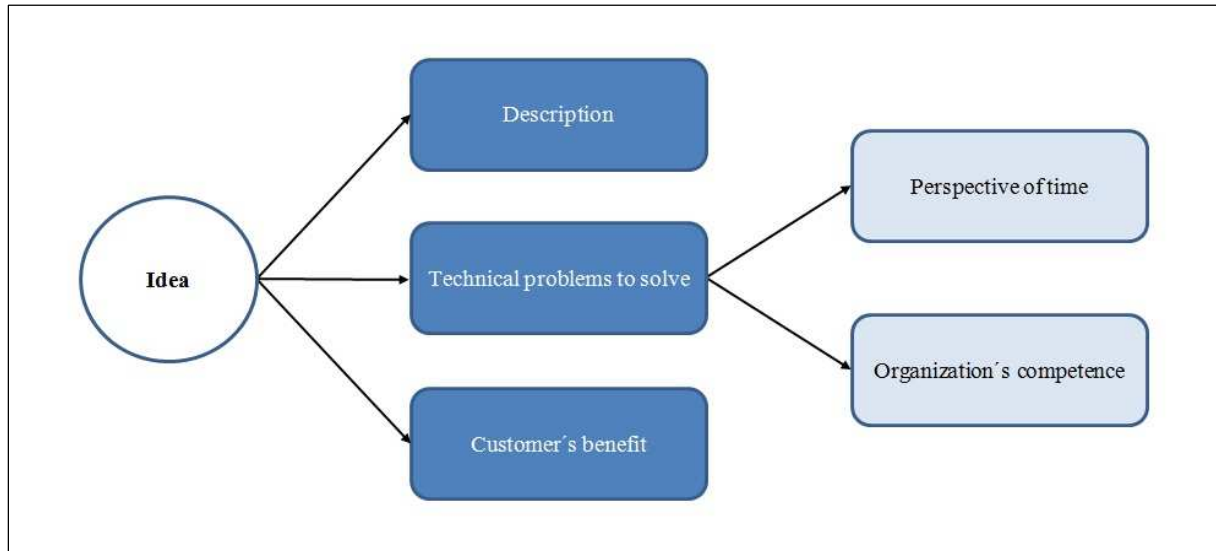 Description
Perspective of time
Idea
Technical problems to solve
Organization´s competence
Customer´s benefit